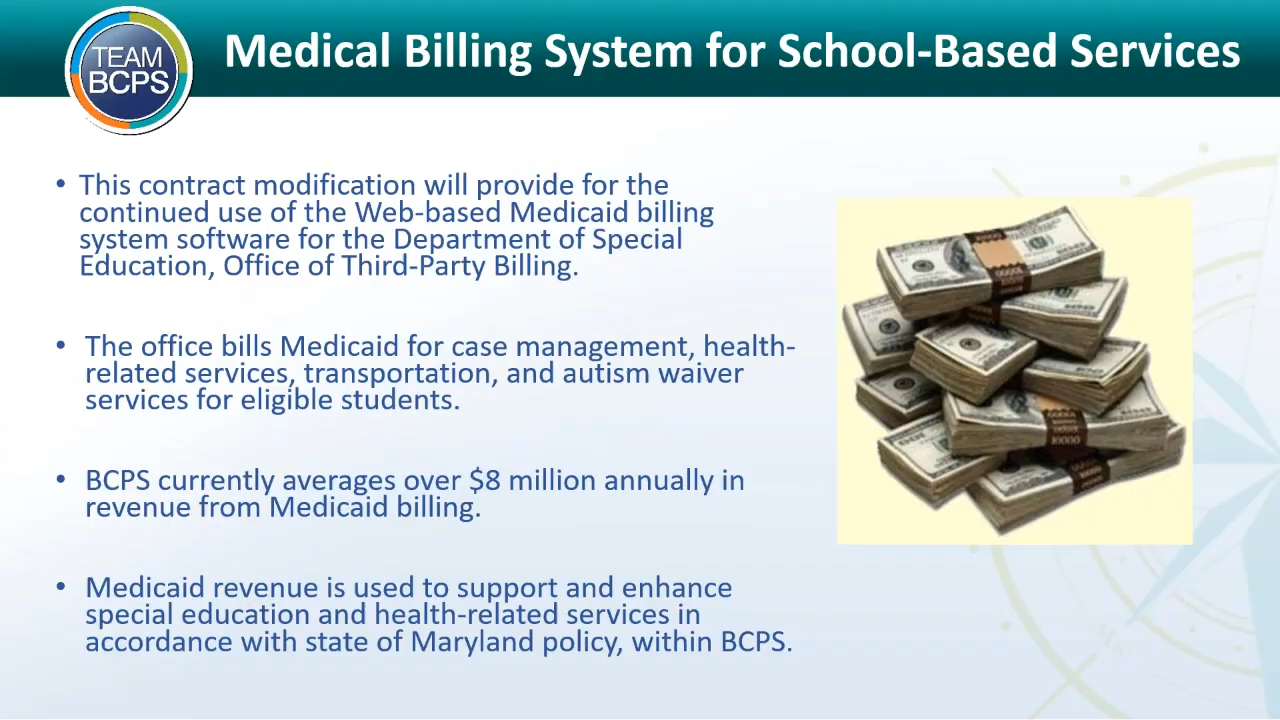 TEAM
BCPS
Medical Billing System for School-Based Services
• This contract modification will provide for the
continued use of the Web-based Medicaid billing
system software for the Department of Special
Education, Office of Third-Party Billing.
• The office bills Medicaid for case management, health-
related services, transportation, and autism waiver
services for eligible students.
• BCPS currently averages over $8 million annually in
revenue from Medicaid billing.
• Medicaid revenue is used to support and enhance
special education and health-related services in
accordance with state of Maryland policy, within BCPS.
10000